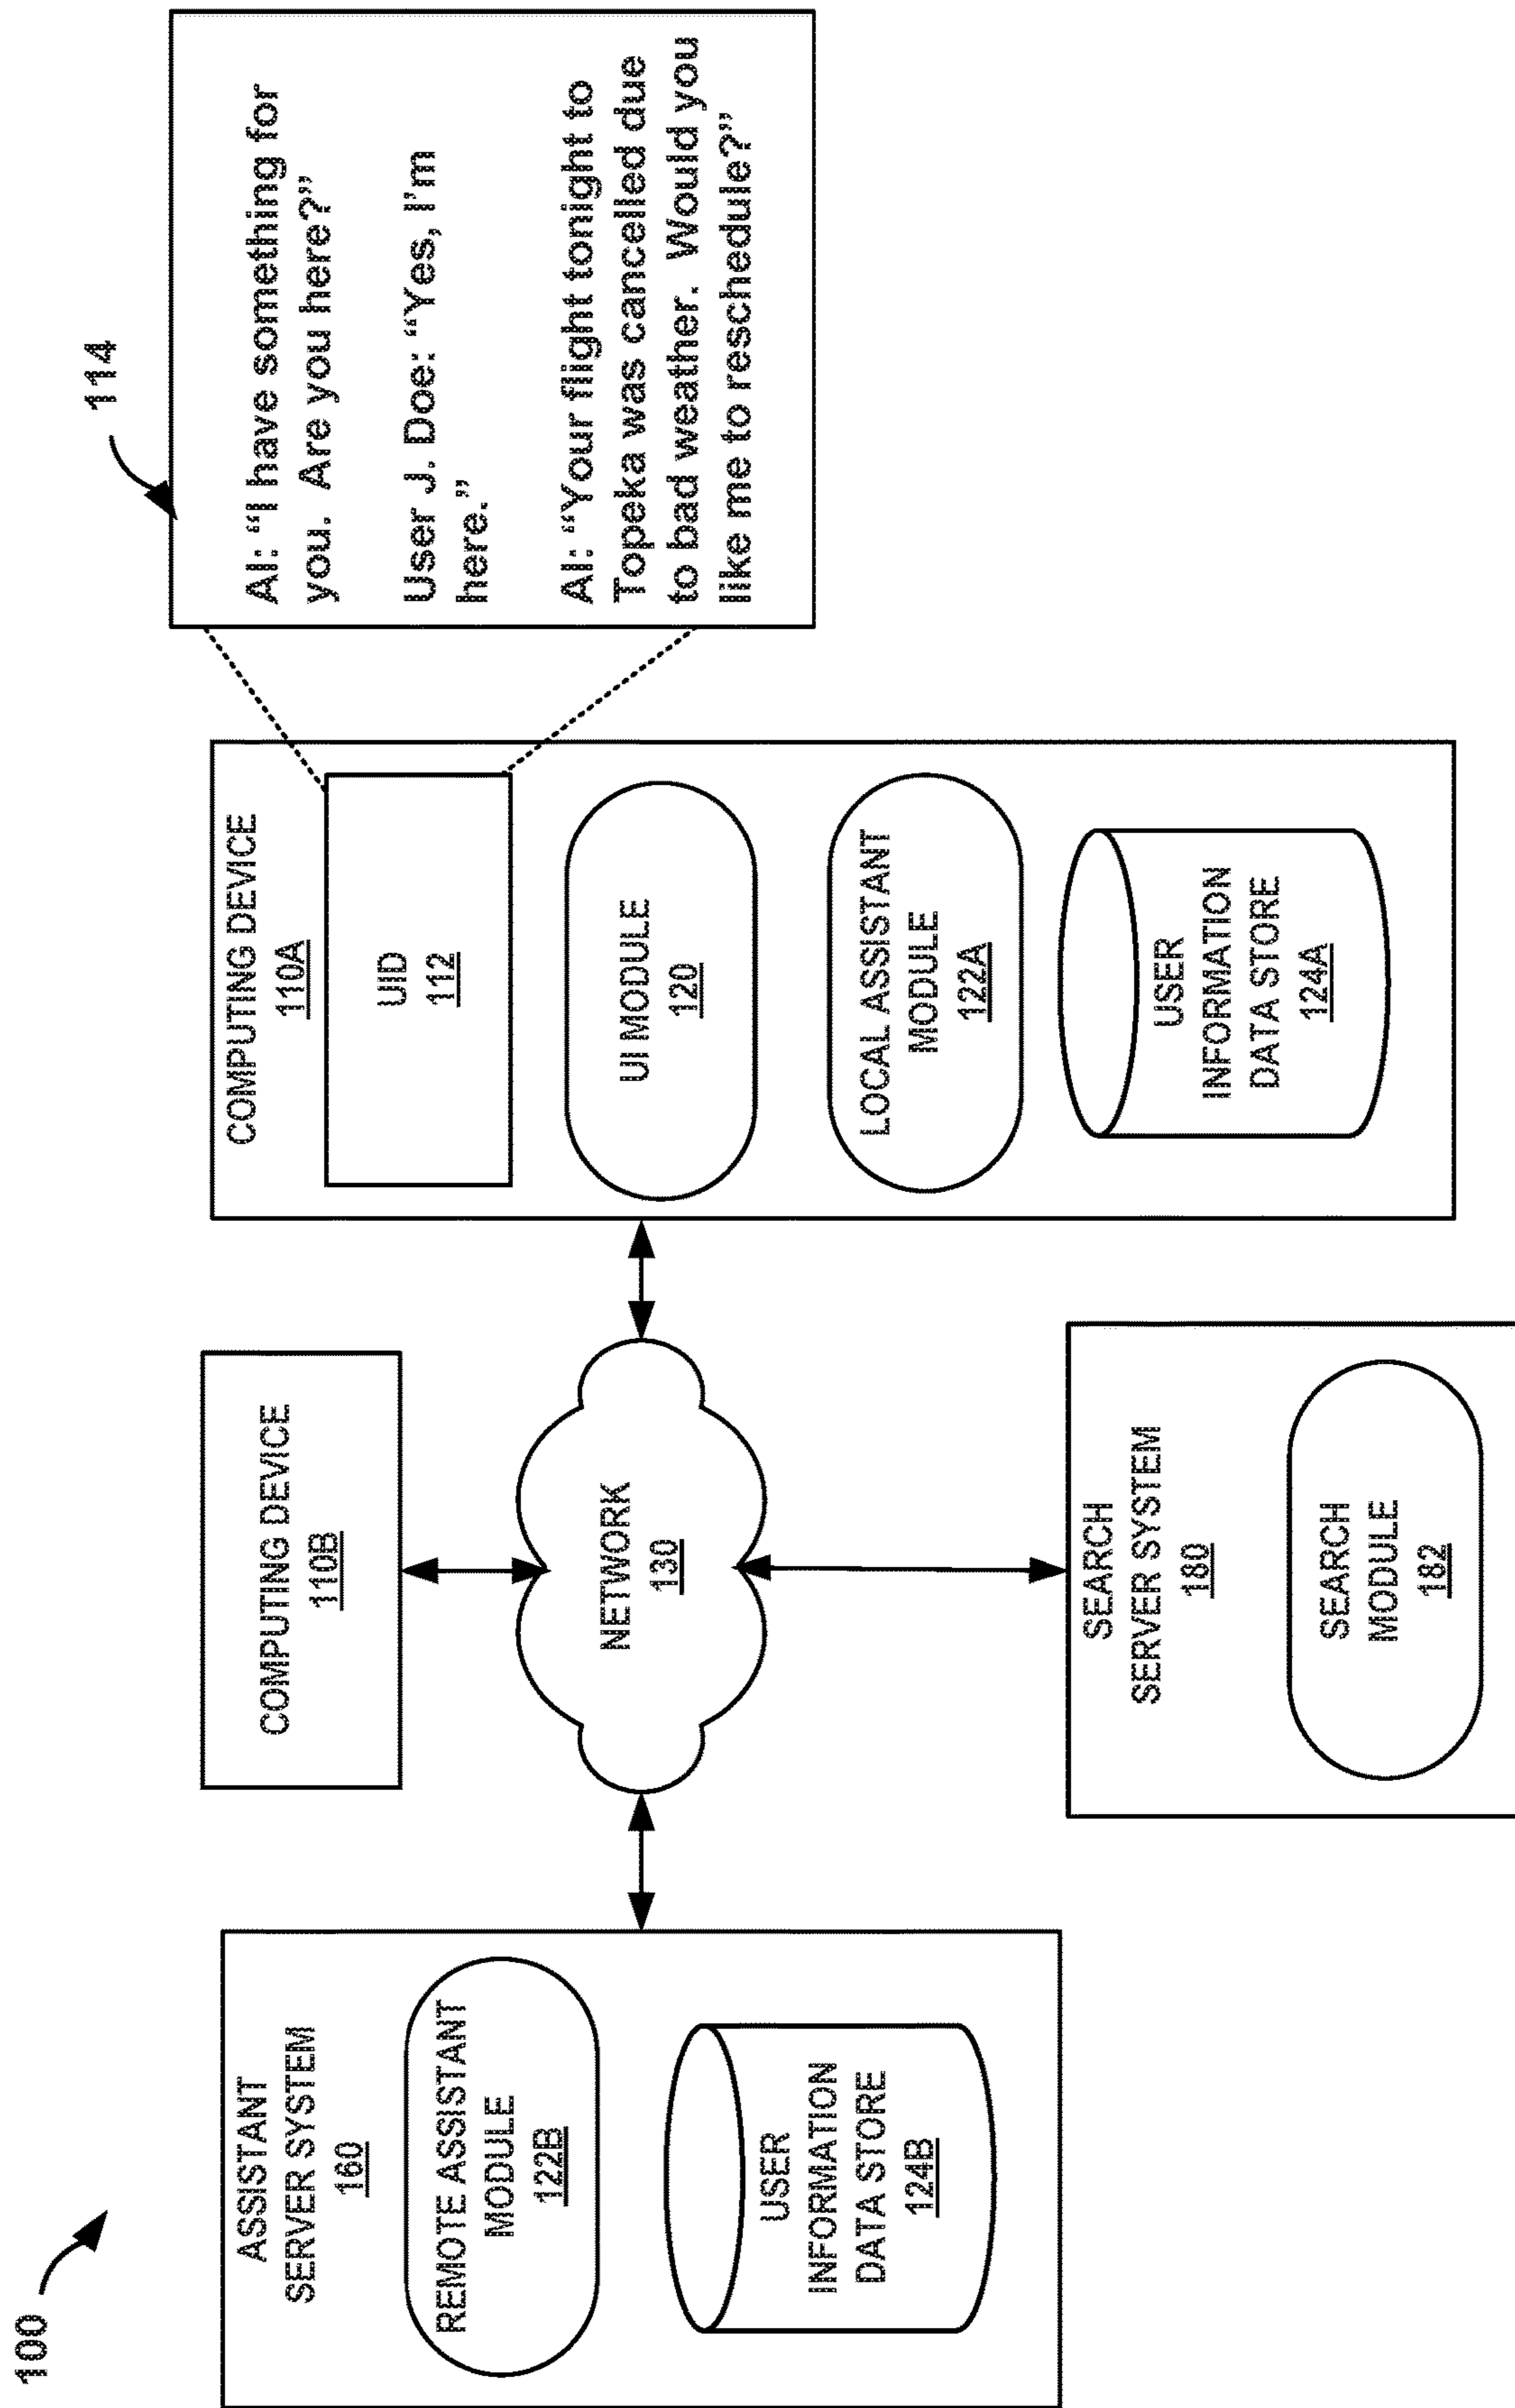 100
ASSISTANT
SERVER SYSTEM
160
REMOTE ASSISTANT
MODULE
122B
USER
INFORMATION
DATA STORE
124B
COMPUTING DEVICE
110B
NETWORK
130
SEARCH
SERVER SYSTEM
180
SEARCH
MODULE
182
COMPUTING DEVICE
110A
UID
112
UI MODULE
120
LOCAL ASSISTANT
MODULE
122A
USER
INFORMATION
DATA STORE
124A
114
AI: “I have something for
you. Are you here?”
User J. Doe: “Yes, I’m
here.”
AI: “Your flight tonight to
Topeka was cancelled due
to bad weather. Would you
like me to reschedule?”